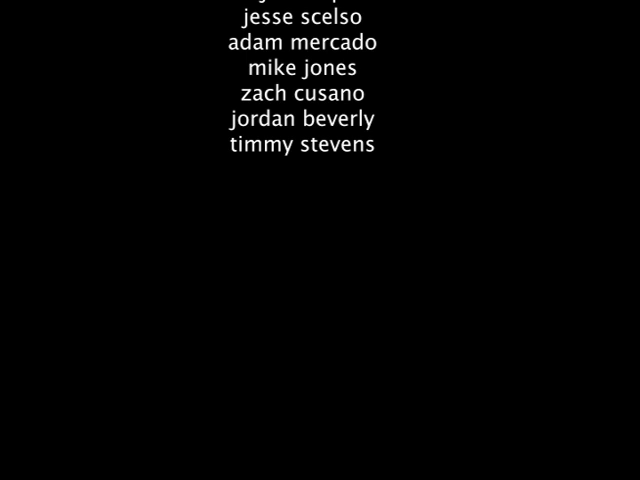 jesse scelso
adam mercado
mike jones
zach cusano
jordan beverly
timmy stevens